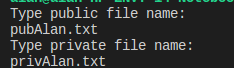 Type public file name:
pubAlan.txt
Type private file name:
privAlan.txt